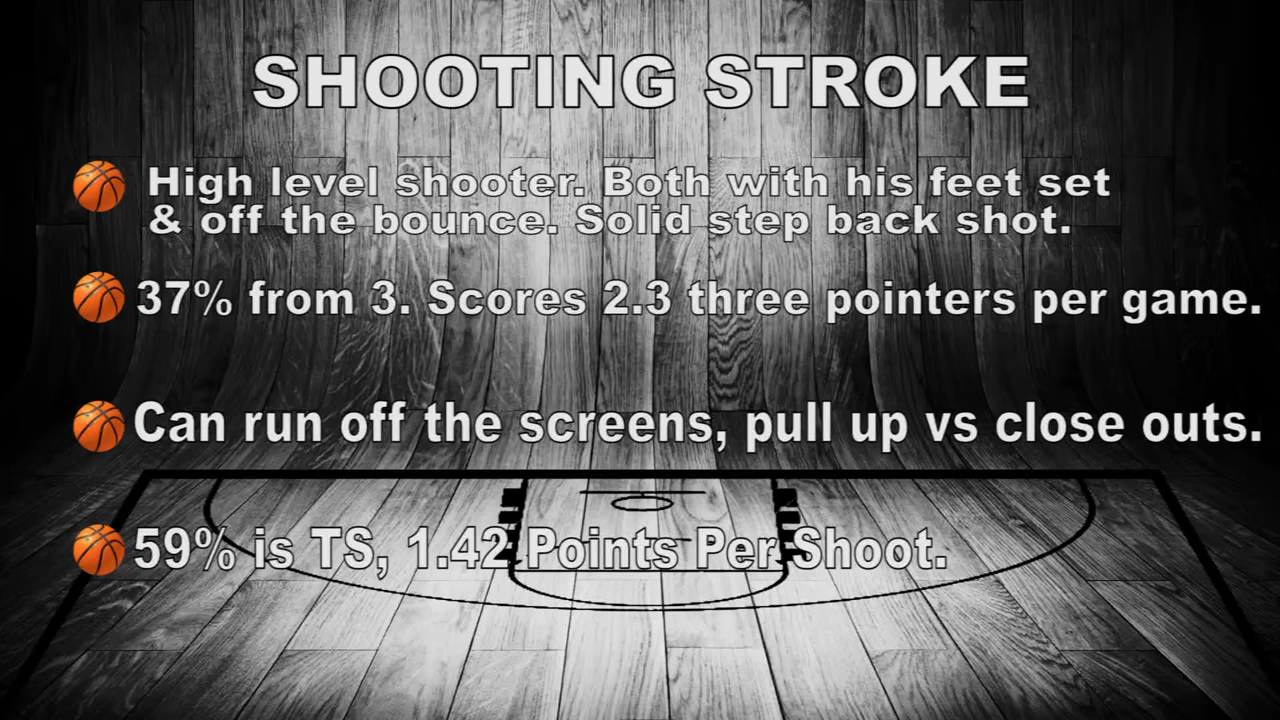 SHOOTING STROKE
High level shooter. Both with his feet set
& off the bounce. Solid step back shot.
37% from 3. Scores 2.3 three pointers per game.
Can run off the screens, pull up vs close outs.
59% is TS, 1.42 Points Per Shoot.